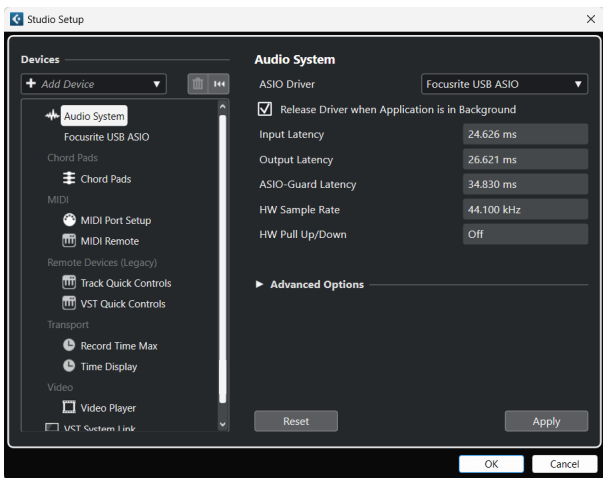 Studio Setup
Devices
Add Device
Audio System
Focusrite USB ASIO
Chord Pads
Chord Pads
MIDI
MIDI Port Setup
MIDI Remote
Remote Devices (Legacy)
Track Quick Controls
VST Quick Controls
Transport
Record Time Max
Time Display
Video
Video Player
VST System Link
Audio System
ASIO Driver Focusrite USB ASIO
Release Driver when Application is in Background
Input Latency 24.626 ms
Output Latency 26.621 ms
ASIO-Guard Latency 34.830 ms
HW Sample Rate 44.100 kHz
HW Pull Up/Down Off
Advanced Options
Reset Apply
OK Cancel